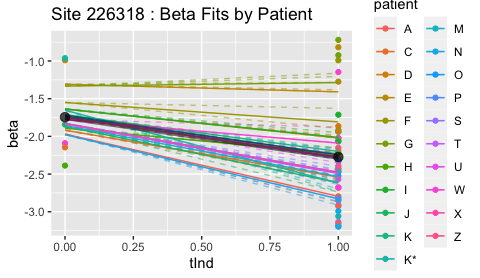 Site 226318 : Beta Fits by Patient
beta
-1.0
-1.5
-2.0
-2.5
-3.0
0.00
0.25
0.50
0.75
1.00
tInd
patient
A
C
D
E
F
G
H
I
J
K
K*
M
N
O
P
S
T
U
W
X
Z